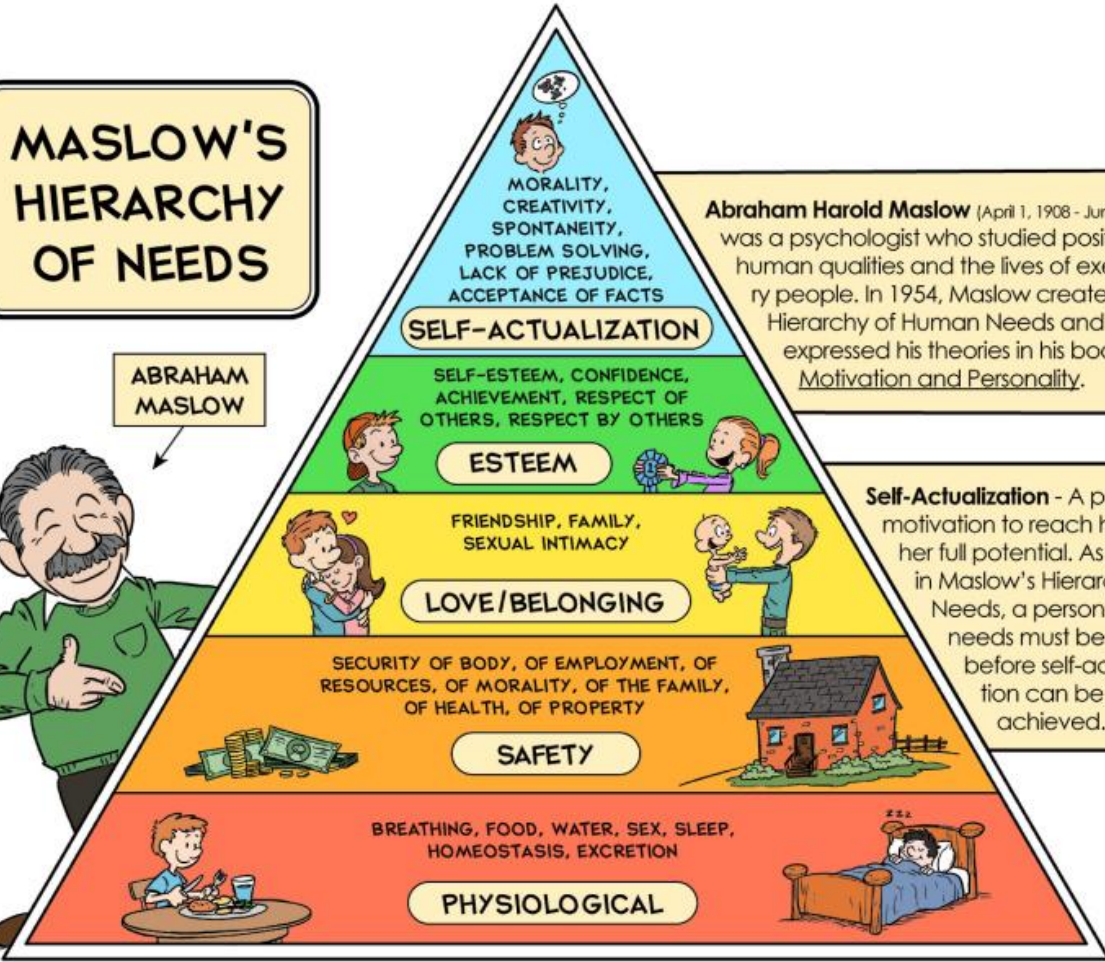 MASLOW'S
HIERARCHY
OF NEEDS
ABRAHAM
MASLOW
MORALITY,
CREATIVITY,
SPONTANEITY,
PROBLEM SOLVING,
LACK OF PREJUDICE,
ACCEPTANCE OF FACTS
SELF-ACTUALIZATION
SELF-ESTEEM, CONFIDENCE,
ACHIEVEMENT, RESPECT OF
OTHERS, RESPECT BY OTHERS
ESTEEM
1
FRIENDSHIP, FAMILY,
SEXUAL INTIMACY
LOVE/BELONGING
SECURITY OF BODY, OF EMPLOYMENT, OF
RESOURCES, OF MORALITY, OF THE FAMILY,
OF HEALTH, OF PROPERTY
SAFETY
BREATHING, FOOD, WATER, SEX, SLEEP,
HOMEOSTASIS, EXCRETION
zzz
PHYSIOLOGICAL
Abraham Harold Maslow (April 1, 1908 -
was a psychologist who studied
human qualities and the lives of
ry people. In 1954, Maslow
Hierarchy of Human Needs and
expressed his theories in his
Motivation and Personality.
Self-Actualization - A
motivation to reach
her full potential. As
in Maslow's
Needs, a person
needs must be
before
tion can be
achieved.